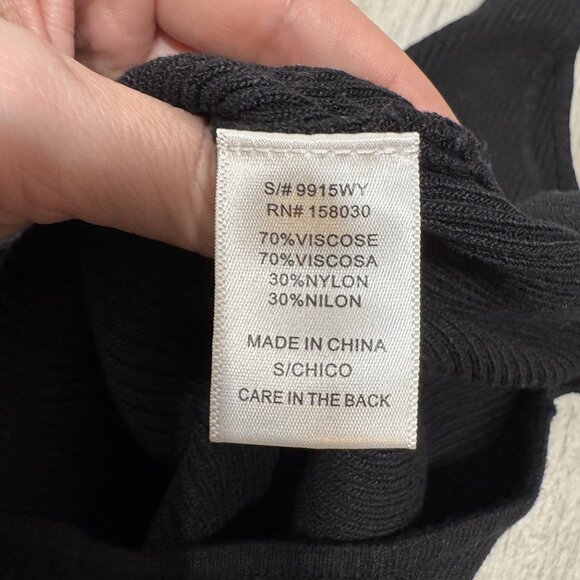 S/# 9915WY
RN# 158030
70%VISCOSE
70%VISCOSA
30%NYLON
30%NILON
MADE IN CHINA
S/CHICO
CARE IN THE BACK